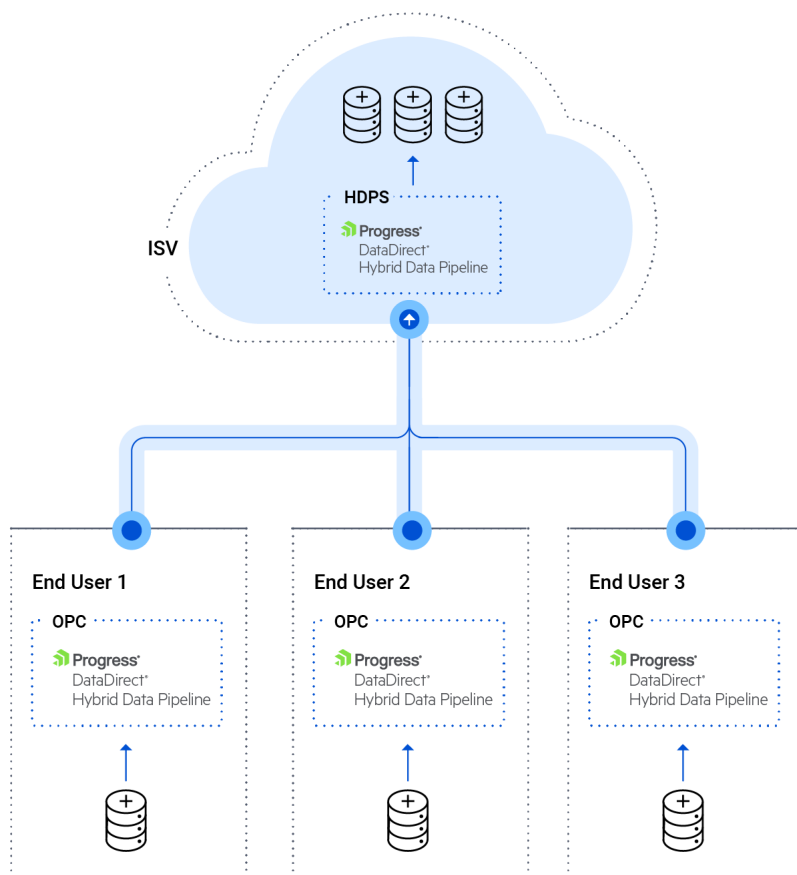 HDPS
Progress®
DataDirect®
Hybrid Data Pipeline
ISV
End User 1
OPC
Progress®
DataDirect®
Hybrid Data Pipeline
End User 2
OPC
Progress®
DataDirect®
Hybrid Data Pipeline
End User 3
OPC
Progress®
DataDirect®
Hybrid Data Pipeline